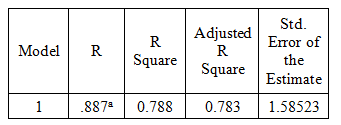 Model R R Square Adjusted R Square Std. Error of the Estimate
1 .887ª 0.788 0.783 1.58523